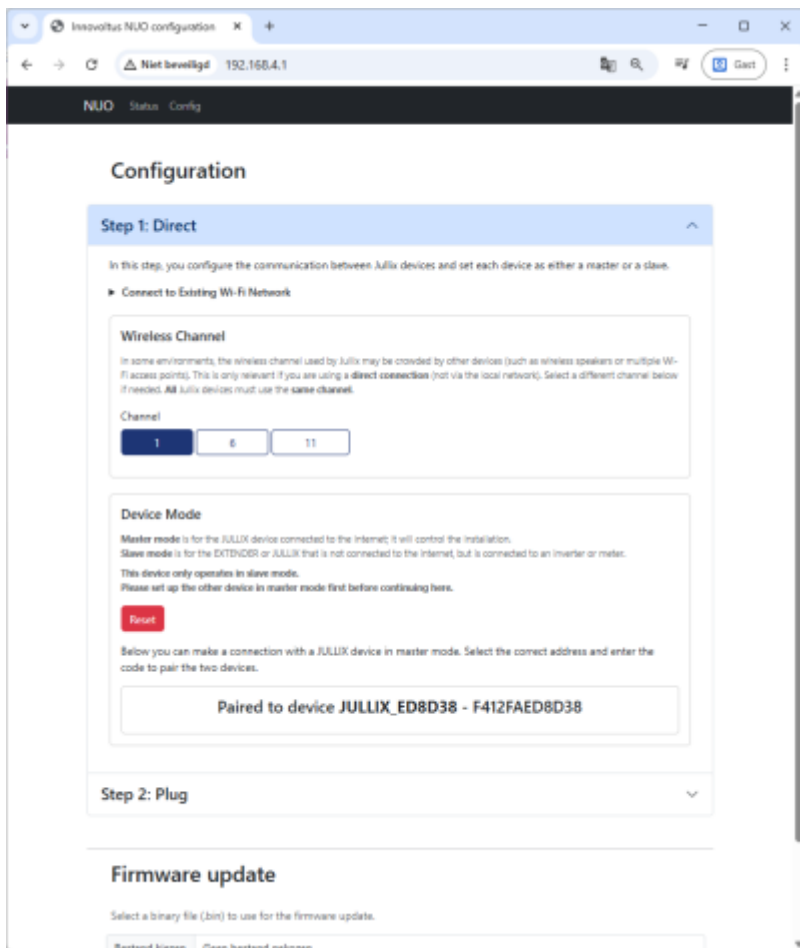 Innovoltus NUO configuration
Niet beveiligd 192.168.4.1
Gast
NUO Status Config
Configuration
Step 1: Direct
In this step, you configure the communication between Jullix devices and set each device as either a master or a slave.
Connect to Existing Wi-Fi Network
Wireless Channel
In some environments, the wireless channel used by Jullix may be crowded by other devices (such as wireless speakers or multiple Wi-
Fi access points). This is only relevant if you are using a direct connection (not via the local network). Select a different channel below
if needed. All Jullix devices must use the same channel.
Channel
1 6 11
Device Mode
Master mode is for the JULLIX device connected to the internet; it will control the installation.
Slave mode is for the EXTENDER or JULLIX that is not connected to the internet, but is connected to an inverter or meter.
This device only operates in slave mode.
Please set up the other device in master mode first before continuing here.
Reset
Below you can make a connection with a JULLIX device in master mode. Select the correct address and enter the
code to pair the two devices.
Paired to device JULLIX_ED8D38 - F412FAED8D38
Step 2: Plug
Firmware update
Select a binary file (.bin) to use for the firmware update.
Bestand kiezen Geen bestand gekozen